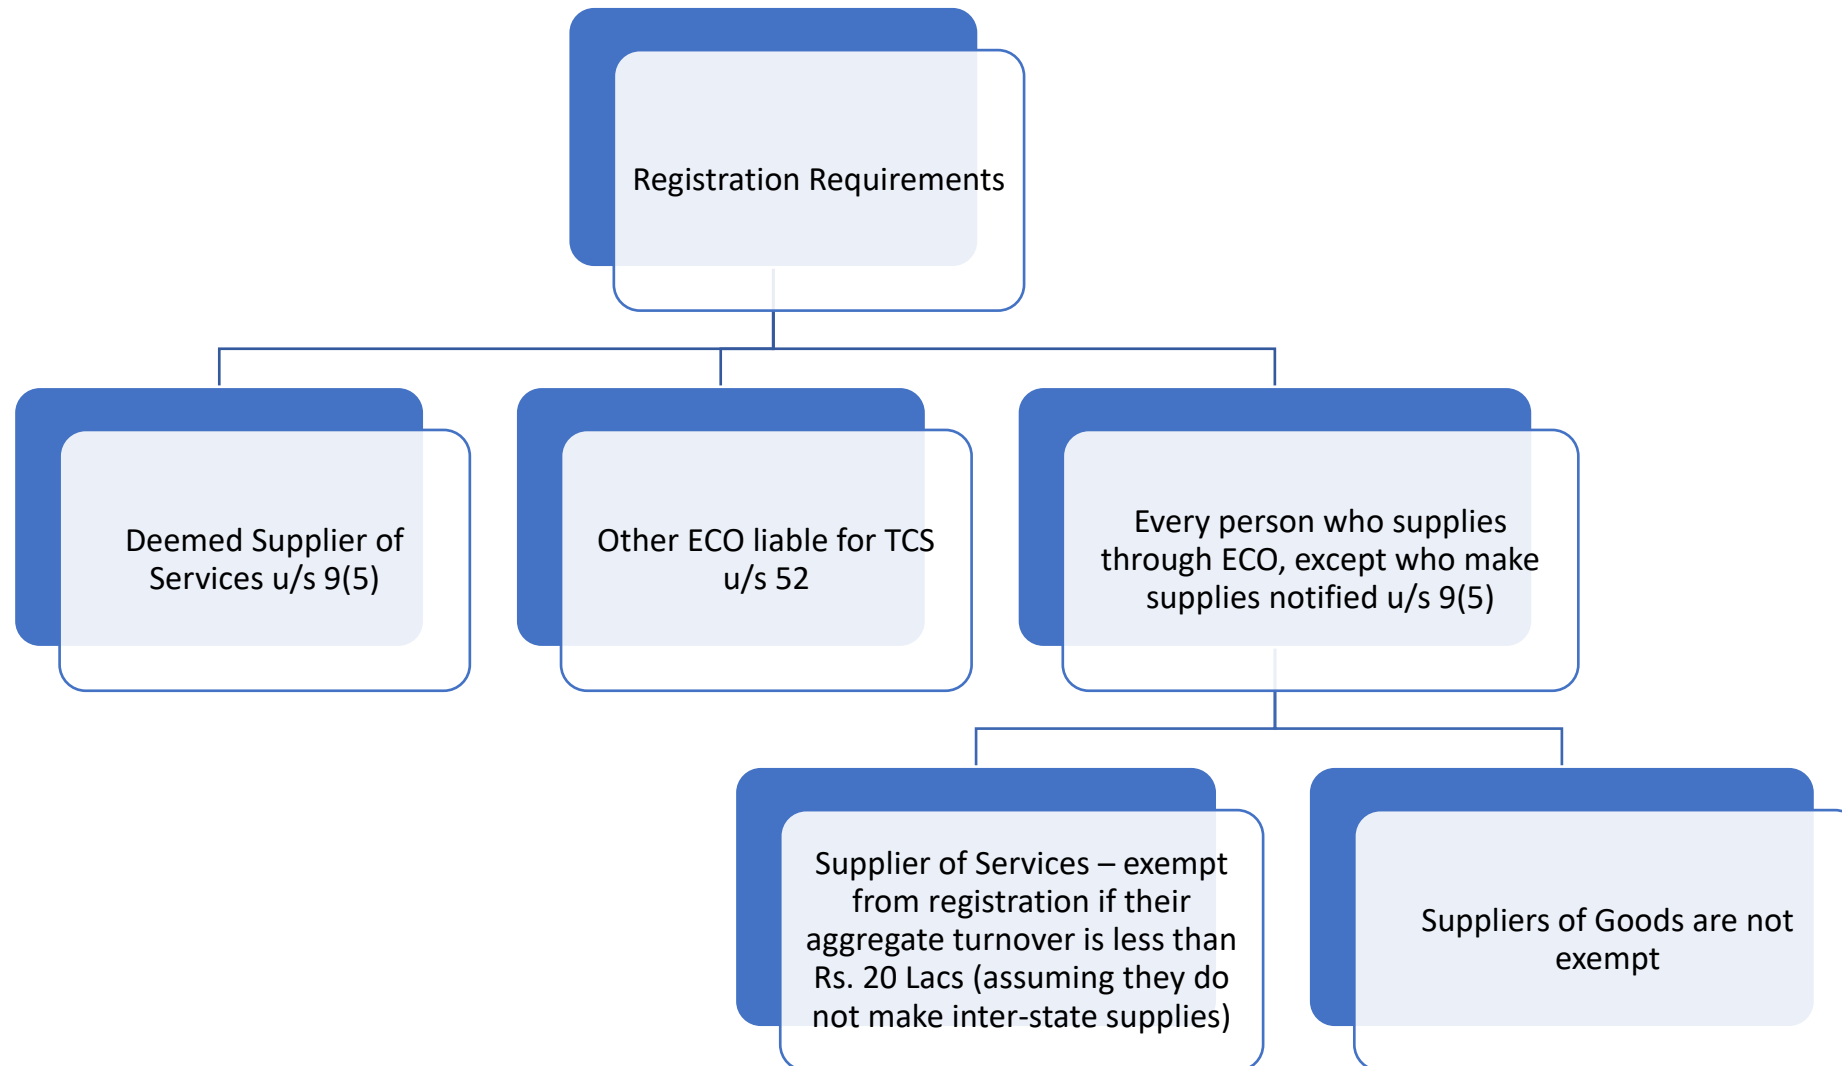 Registration Requirements
Deemed Supplier of
Services u/s 9(5)
Other ECO liable for TCS
u/s 52
Every person who supplies
through ECO, except who make
supplies notified u/s 9(5)
Supplier of Services – exempt
from registration if their
aggregate turnover is less than
Rs. 20 Lacs (assuming they do
not make inter-state supplies)
Suppliers of Goods are not
exempt